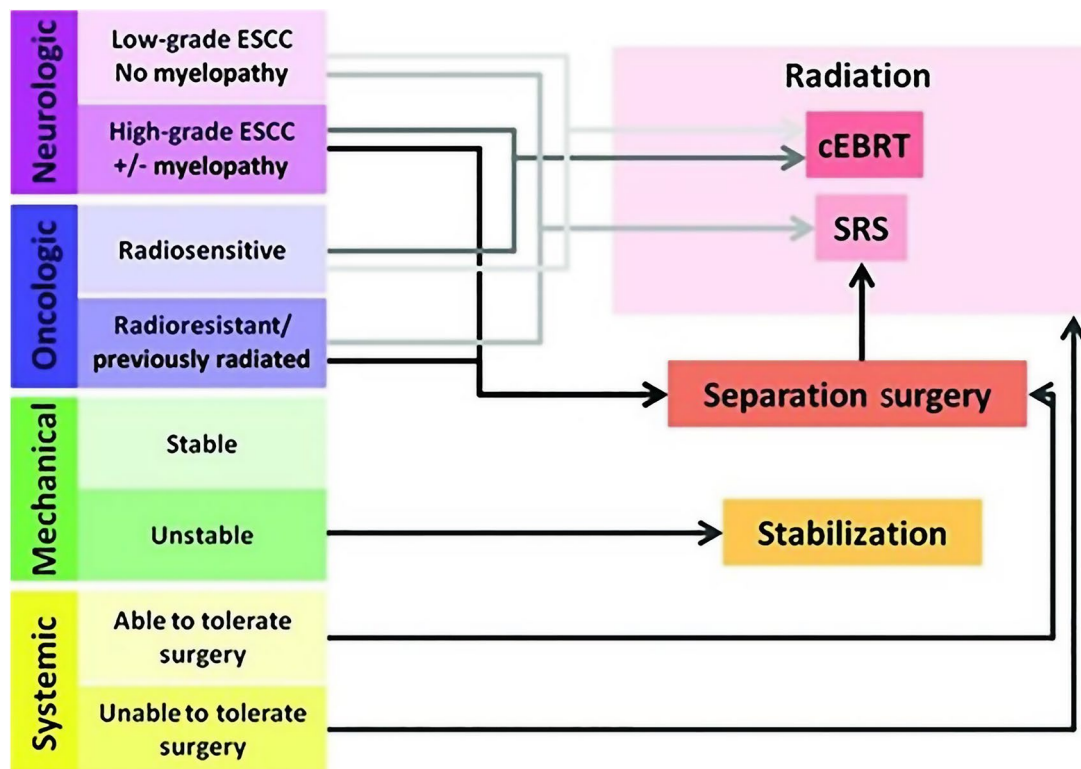 Neurologic
Low-grade ESCC
No myelopathy
High-grade ESCC
+/- myelopathy
Oncologic
Radiosensitive
Radioresistant/
previously radiated
Mechanical
Stable
Unstable
Systemic
Able to tolerate
surgery
Unable to tolerate
surgery
Radiation
cEBRT
SRS
Separation surgery
Stabilization